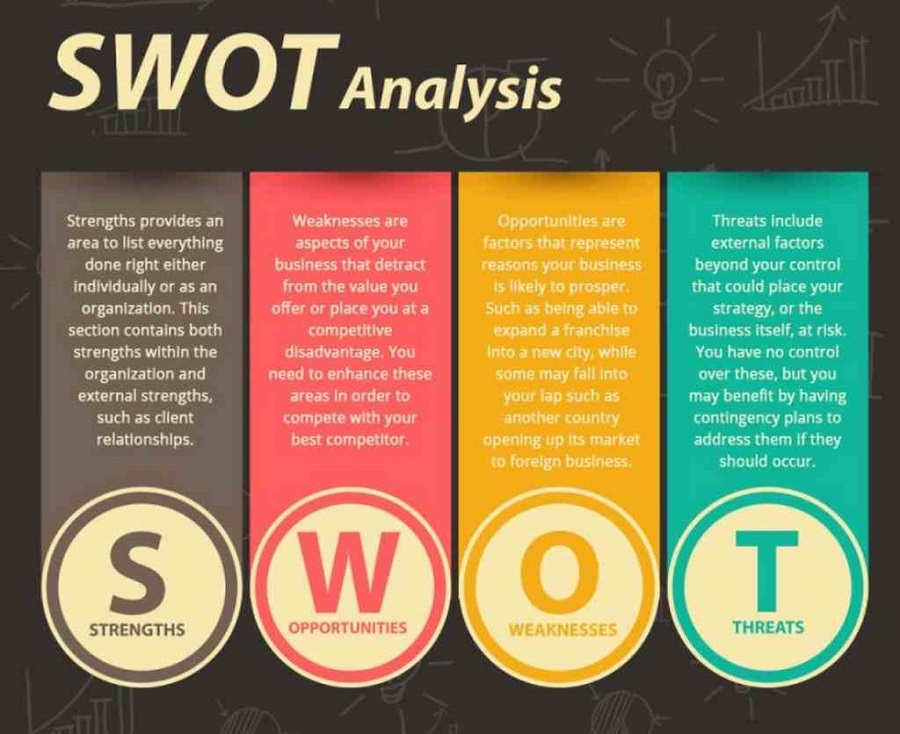 SWOT Analysis
Strengths provides an
area to list everything
done right either
individually or as an
organization. This
section contains both
strengths within the
organization and
external strengths,
such as client
relationships.
S
STRENGTHS
Weaknesses are
aspects of your
business that detract
from the value you
offer or place you at a
competitive
disadvantage. You
need to enhance these
areas in order to
compete with your
best competitor.
W
OPPORTUNITIES
Opportunities are
factors that represent
reasons your business
is likely to prosper.
Such as being able to
expand a franchise
into a new city, while
some may fall into
your lap such as
another country
opening up its market
to foreign business.
O
WEAKNESSES
Threats include
external factors
beyond your control
that could place your
strategy, or the
business itself, at risk.
You have no control
over these, but you
may benefit by having
contingency plans to
address them if they
should occur.
T
THREATS